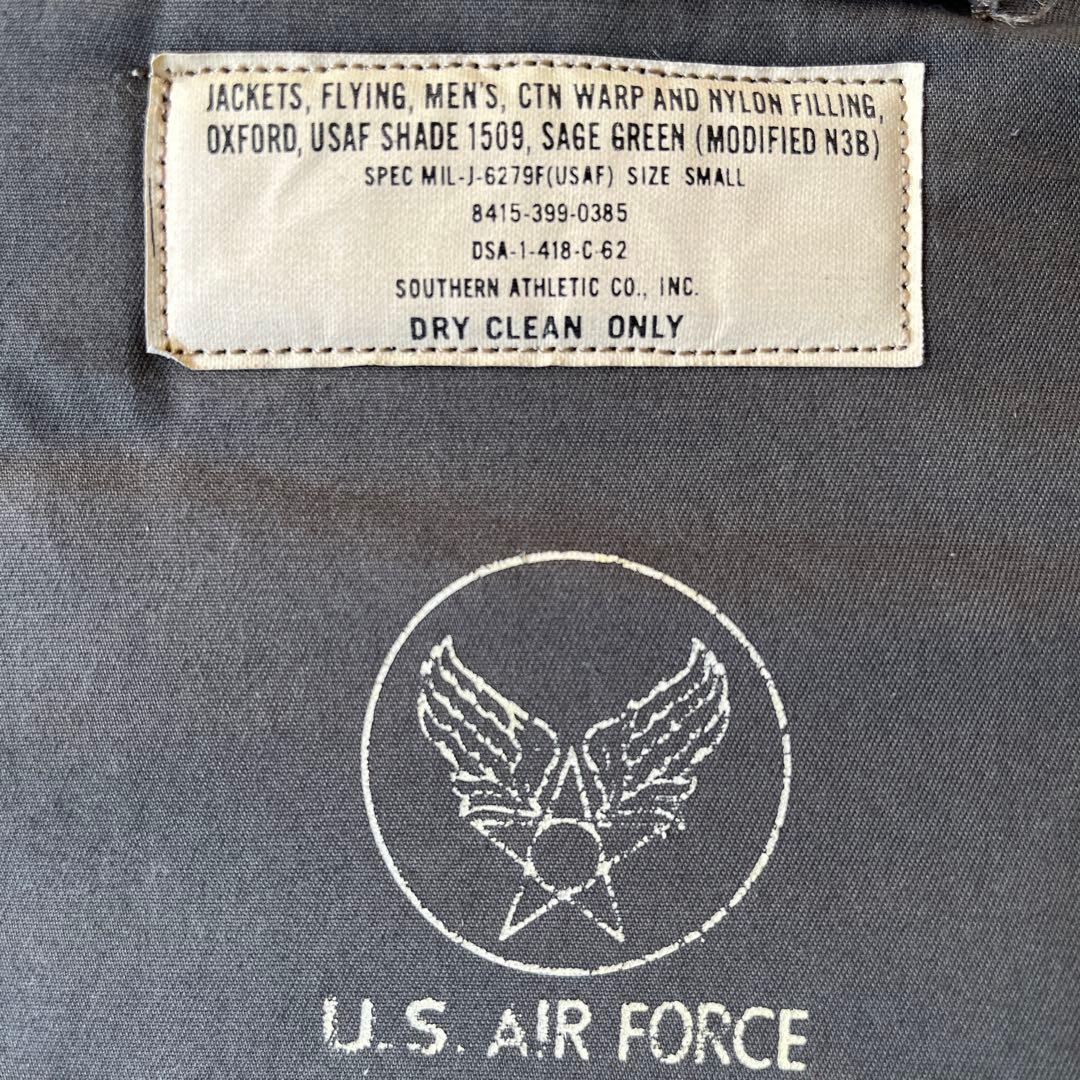 JACKETS, FLYING, MEN'S, CTN WARP AND NYLON FILLING,
OXFORD, USAF SHADE 1509, SAGE GREEN (MODIFIED N3B)
SPEC MIL-J-6279F(USAF) SIZE SMALL
8415-399-0385
DSA-1-418-C-62
SOUTHERN ATHLETIC CO., INC.
DRY CLEAN ONLY
U.S. AIR FORCE